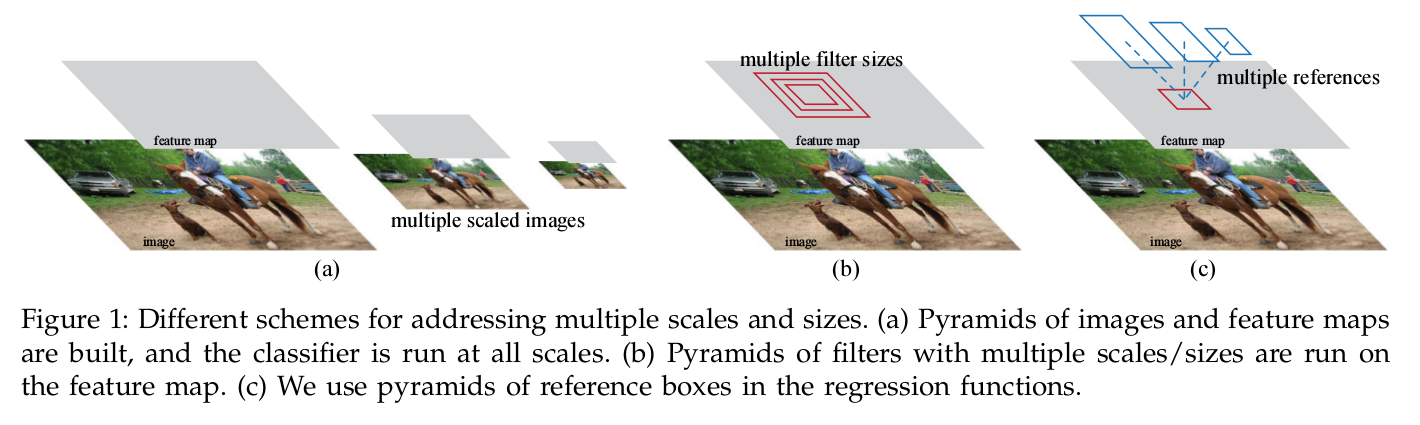 multiple filter sizes
multiple references
feature map
feature map
feature map
multiple scaled images
image
image
image
(a)
(b)
(c)
Figure 1: Different schemes for addressing multiple scales and sizes. (a) Pyramids of images and feature maps
are built, and the classifier is run at all scales. (b) Pyramids of filters with multiple scales/sizes are run on
the feature map. (c) We use pyramids of reference boxes in the regression functions.